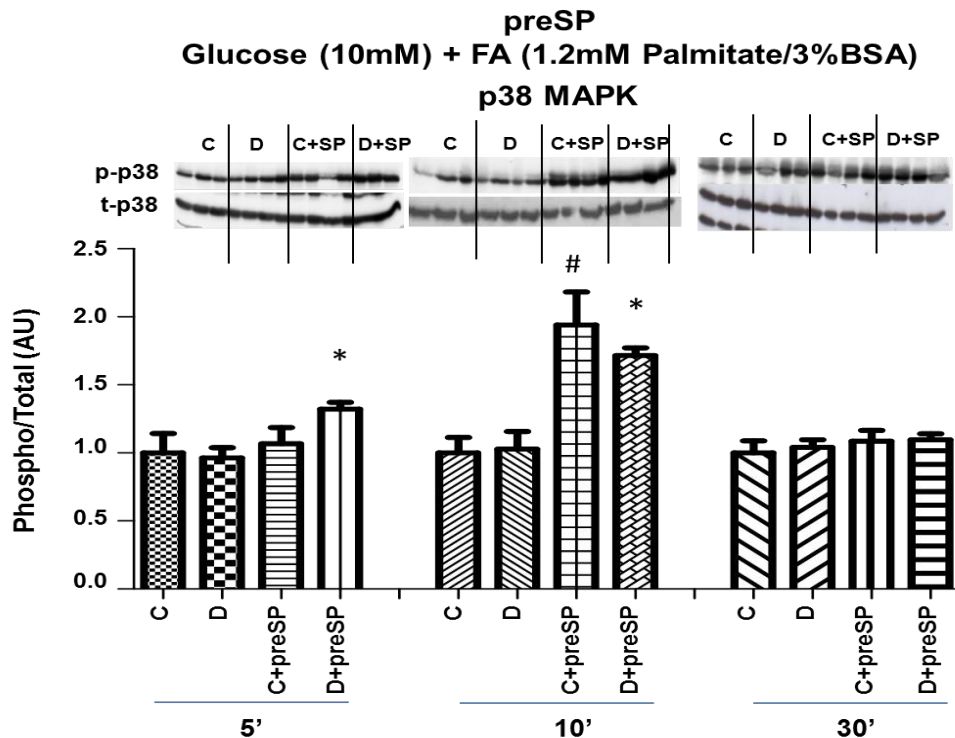 preSP
Glucose (10mM) + FA (1.2mM Palmitate/3%BSA)
p38 MAPK
C D C+SP D+SP C D C+SP D+SP C D C+SP D+SP
p-p38
t-p38
Phospho/Total (AU)
2.5
2.0
1.5
1.0
0.5
0.0
* # *
C D C+preSP D+preSP C D C+preSP D+preSP C D C+preSP D+preSP
5’ 10’ 30’